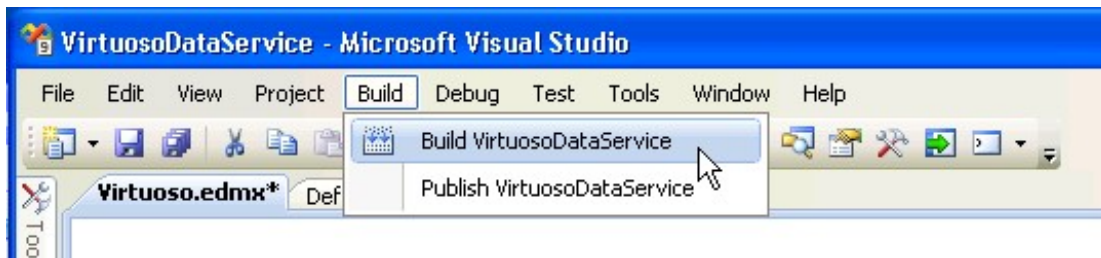 VirtuosoDataService - Microsoft Visual Studio
File Edit View Project Build Debug Test Tools Window Help
Build VirtuosoDataService
Publish VirtuosoDataService
Virtuoso.edmx* Def
Too